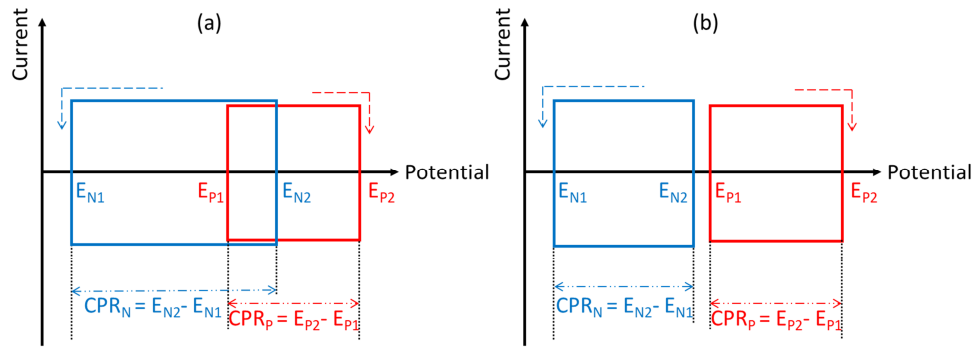 (a)
Current
Potential
E_N1
E_P1
E_N2
E_P2
CPR_N = E_N2- E_N1
CPR_P = E_P2- E_P1
(b)
Current
Potential
E_N1
E_N2
E_P1
E_P2
CPR_N = E_N2- E_N1
CPR_P = E_P2- E_P1